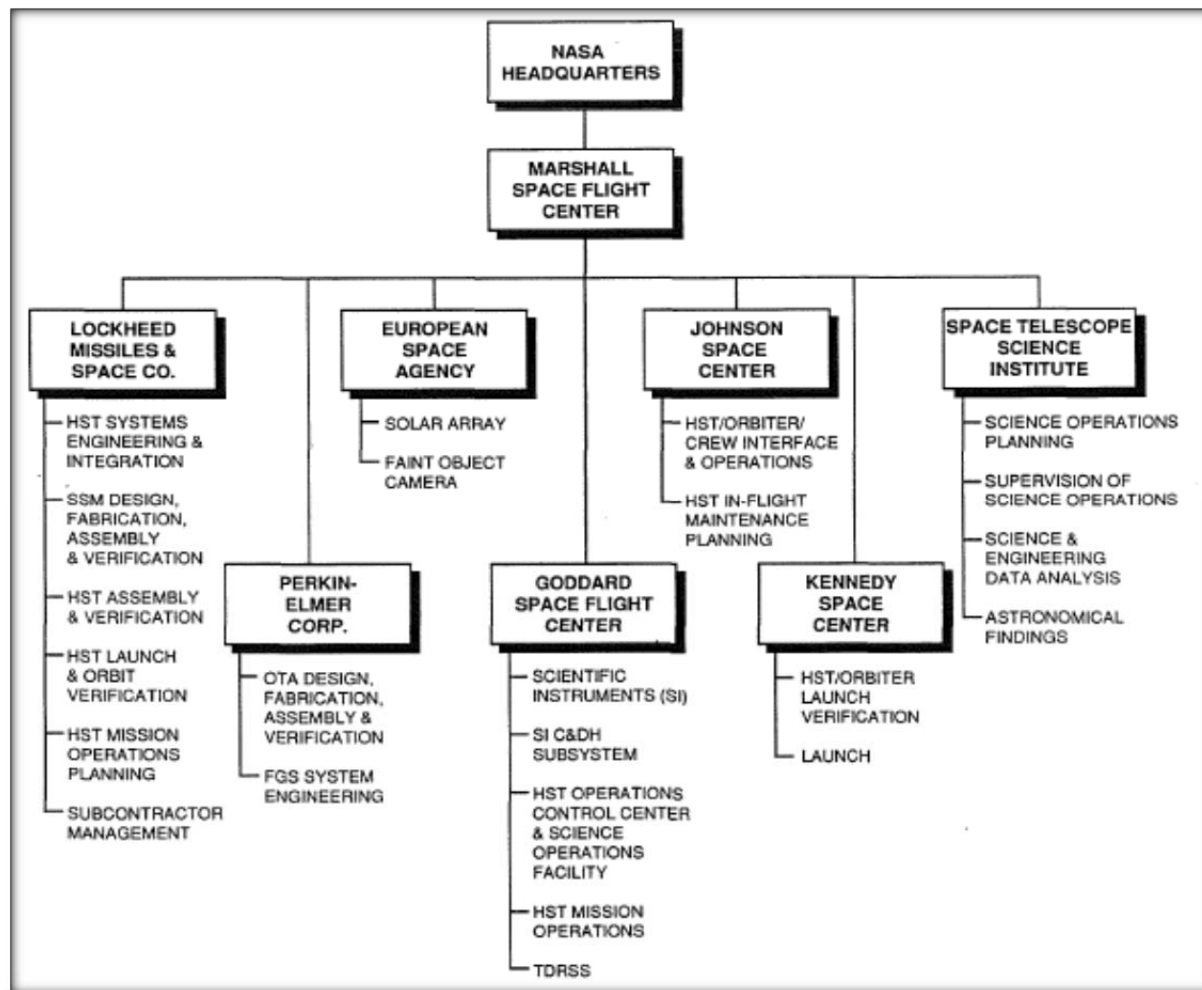 NASA
HEADQUARTERS
MARSHALL
SPACE FLIGHT
CENTER
LOCKHEED
MISSILES &
SPACE CO.
HST SYSTEMS
ENGINEERING &
INTEGRATION
SSM DESIGN,
FABRICATION,
ASSEMBLY
& VERIFICATION
HST ASSEMBLY
& VERIFICATION
HST LAUNCH
& ORBIT
VERIFICATION
HST MISSION
OPERATIONS
PLANNING
SUBCONTRACTOR
MANAGEMENT
PERKIN-
ELMER
CORP.
OTA DESIGN,
FABRICATION,
ASSEMBLY &
VERIFICATION
FGS SYSTEM
ENGINEERING
EUROPEAN
SPACE
AGENCY
SOLAR ARRAY
FAINT OBJECT
CAMERA
GODDARD
SPACE FLIGHT
CENTER
SCIENTIFIC
INSTRUMENTS (SI)
SI C&DH
SUBSYSTEM
HST OPERATIONS
CONTROL CENTER
& SCIENCE
OPERATIONS
FACILITY
HST MISSION
OPERATIONS
TDRSS
JOHNSON
SPACE
CENTER
HST/ORBITER/
CREW INTERFACE
& OPERATIONS
HST IN-FLIGHT
MAINTENANCE
PLANNING
KENNEDY
SPACE
CENTER
HST/ORBITER
LAUNCH
VERIFICATION
LAUNCH
SPACE TELESCOPE
SCIENCE
INSTITUTE
SCIENCE OPERATIONS
PLANNING
SUPERVISION OF
SCIENCE OPERATIONS
SCIENCE &
ENGINEERING
DATA ANALYSIS
ASTRONOMICAL
FINDINGS